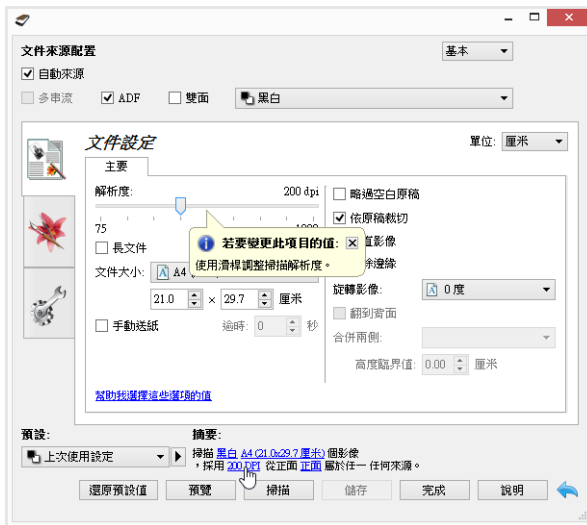 文件來源配置
基本
自動來源
多串流
ADF
雙面
黑白
文件設定
單位: 厘米
主要
解析度:
200 dpi
75
長文件
文件大小:
A4
21.0 × 29.7 厘米
手動送紙
逾時: 0 秒
幫助我選擇這些選項的值
若要變更此項目的值:
使用滑桿調整掃描解析度。
略過空白原稿
依原稿裁切
影像
邊緣
旋轉影像:
0 度
翻到背面
合併兩側:
高度臨界值: 0.00 厘米
預設:
上次使用設定
摘要:
掃描 黑白 A4 (21.0x29.7 厘米) 個影像
，採用 200 DPI 從正面 正面 屬於任一 任何來源。
還原預設值
預覽
掃描
儲存
完成
說明